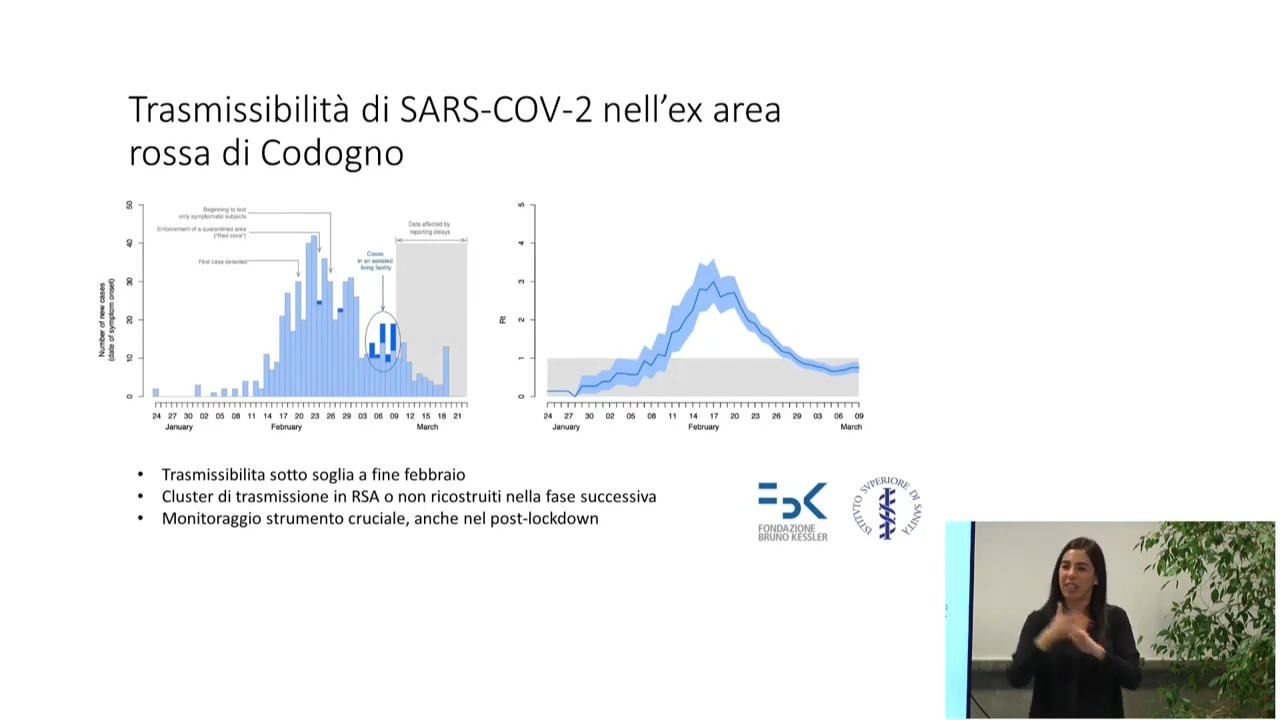 Trasmissibilità di SARS-COV-2 nell'ex area
rossa di Codogno
Number of new cases
(date of symptom onset)
50
40
30
20
10
0
Beginning to test
only symptomatic subjects
Enforcement of a quarantined area
("Red zone")
First case detected
Cases
in an assisted
living facility
Data affected by
reporting delays
24 27 30 02 05 08 11 14 17 20 23 26 29 03 06 09 12 15 18 21
January February March
Rt
5
4
3
2
1
0
24 27 30 02 05 08 11 14 17 20 23 26 29 03 06 09
January February March
• Trasmissibilita sotto soglia a fine febbraio
• Cluster di trasmissione in RSA o non ricostruiti nella fase successiva
• Monitoraggio strumento cruciale, anche nel post-lockdown
FBK
FONDAZIONE
BRUNO KESSLER
ISTITVTO SVPERIORE DI SANITÀ